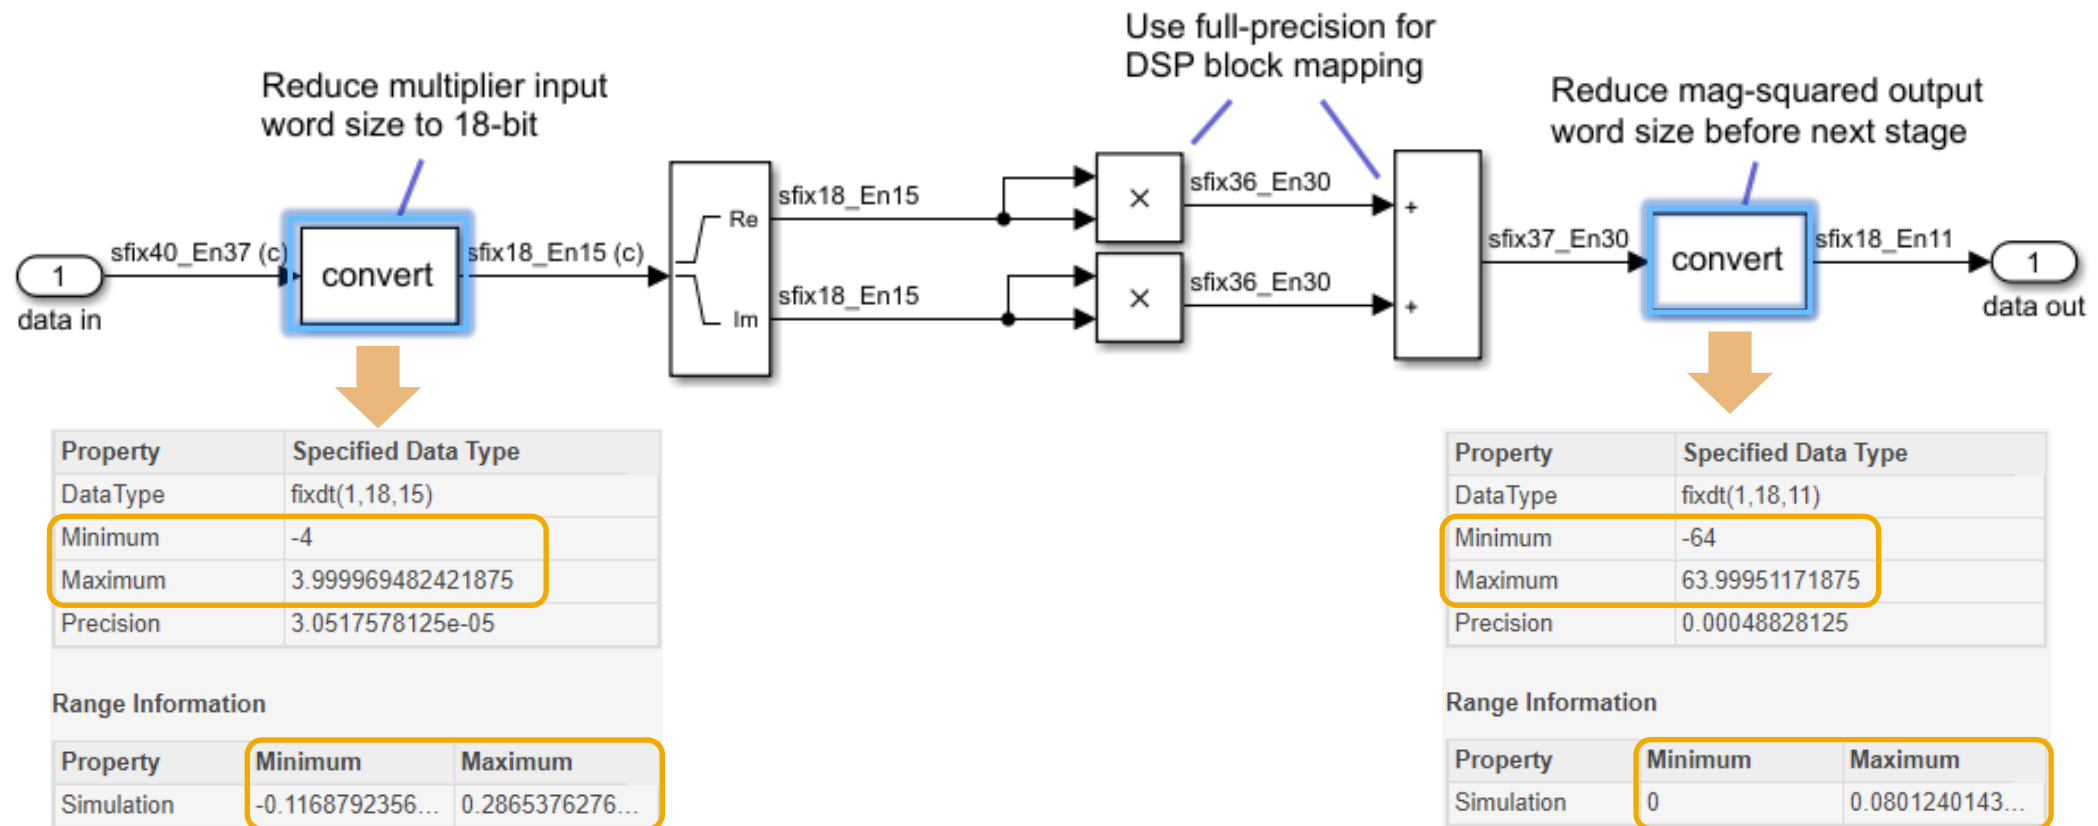 Use full-precision for
DSP block mapping
Reduce multiplier input
word size to 18-bit
Reduce mag-squared output
word size before next stage
1
data in
sfix40_En37 (c)
convert
sfix18_En15 (c)
Re
Im
sfix18_En15
sfix18_En15
×
×
sfix36_En30
sfix36_En30
+
+
sfix37_En30
convert
sfix18_En11
1
data out
Property Specified Data Type
DataType fixdt(1,18,15)
Minimum -4
Maximum 3.999969482421875
Precision 3.0517578125e-05
Range Information
Property Minimum Maximum
Simulation -0.1168792356... 0.2865376276...
Property Specified Data Type
DataType fixdt(1,18,11)
Minimum -64
Maximum 63.99951171875
Precision 0.00048828125
Range Information
Property Minimum Maximum
Simulation 0 0.0801240143...